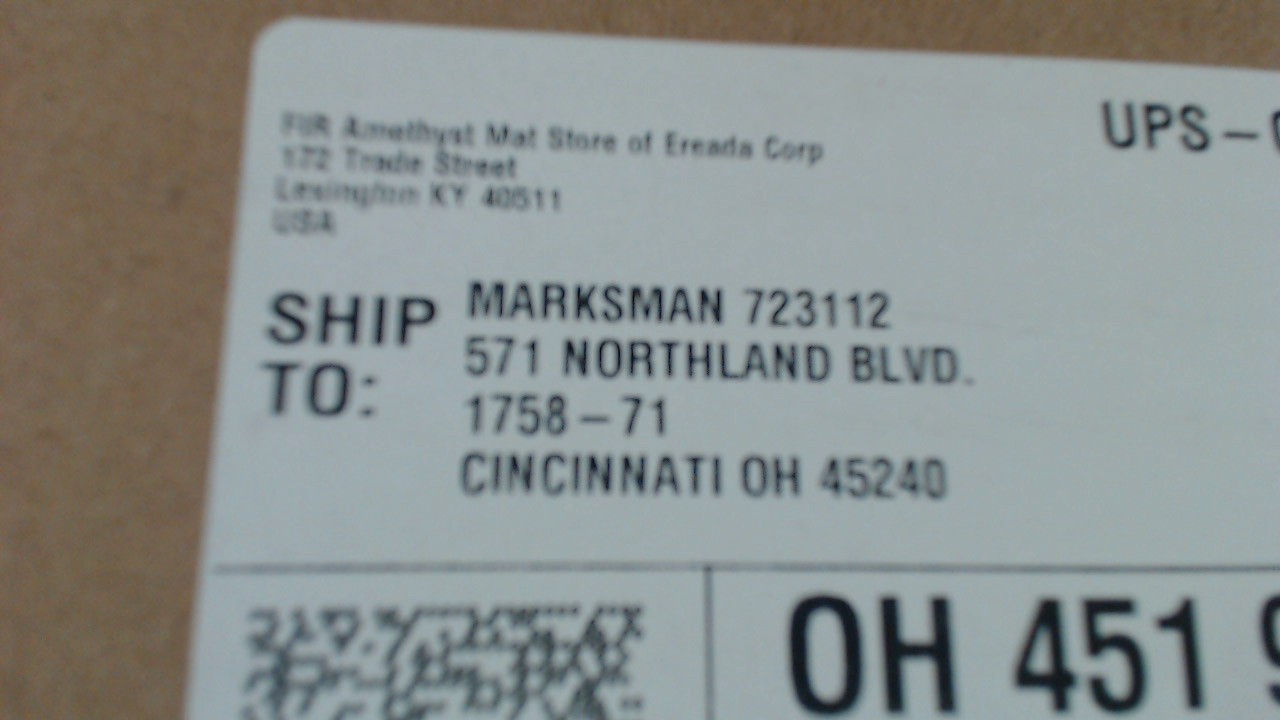 FIR Amethyst Mat Store of Ereada Corp
172 Trade Street
Lexington KY 40511
USA
UPS-
SHIP TO:
MARKSMAN 723112
571 NORTHLAND BLVD.
1758-71
CINCINNATI OH 45240
OH 451 9